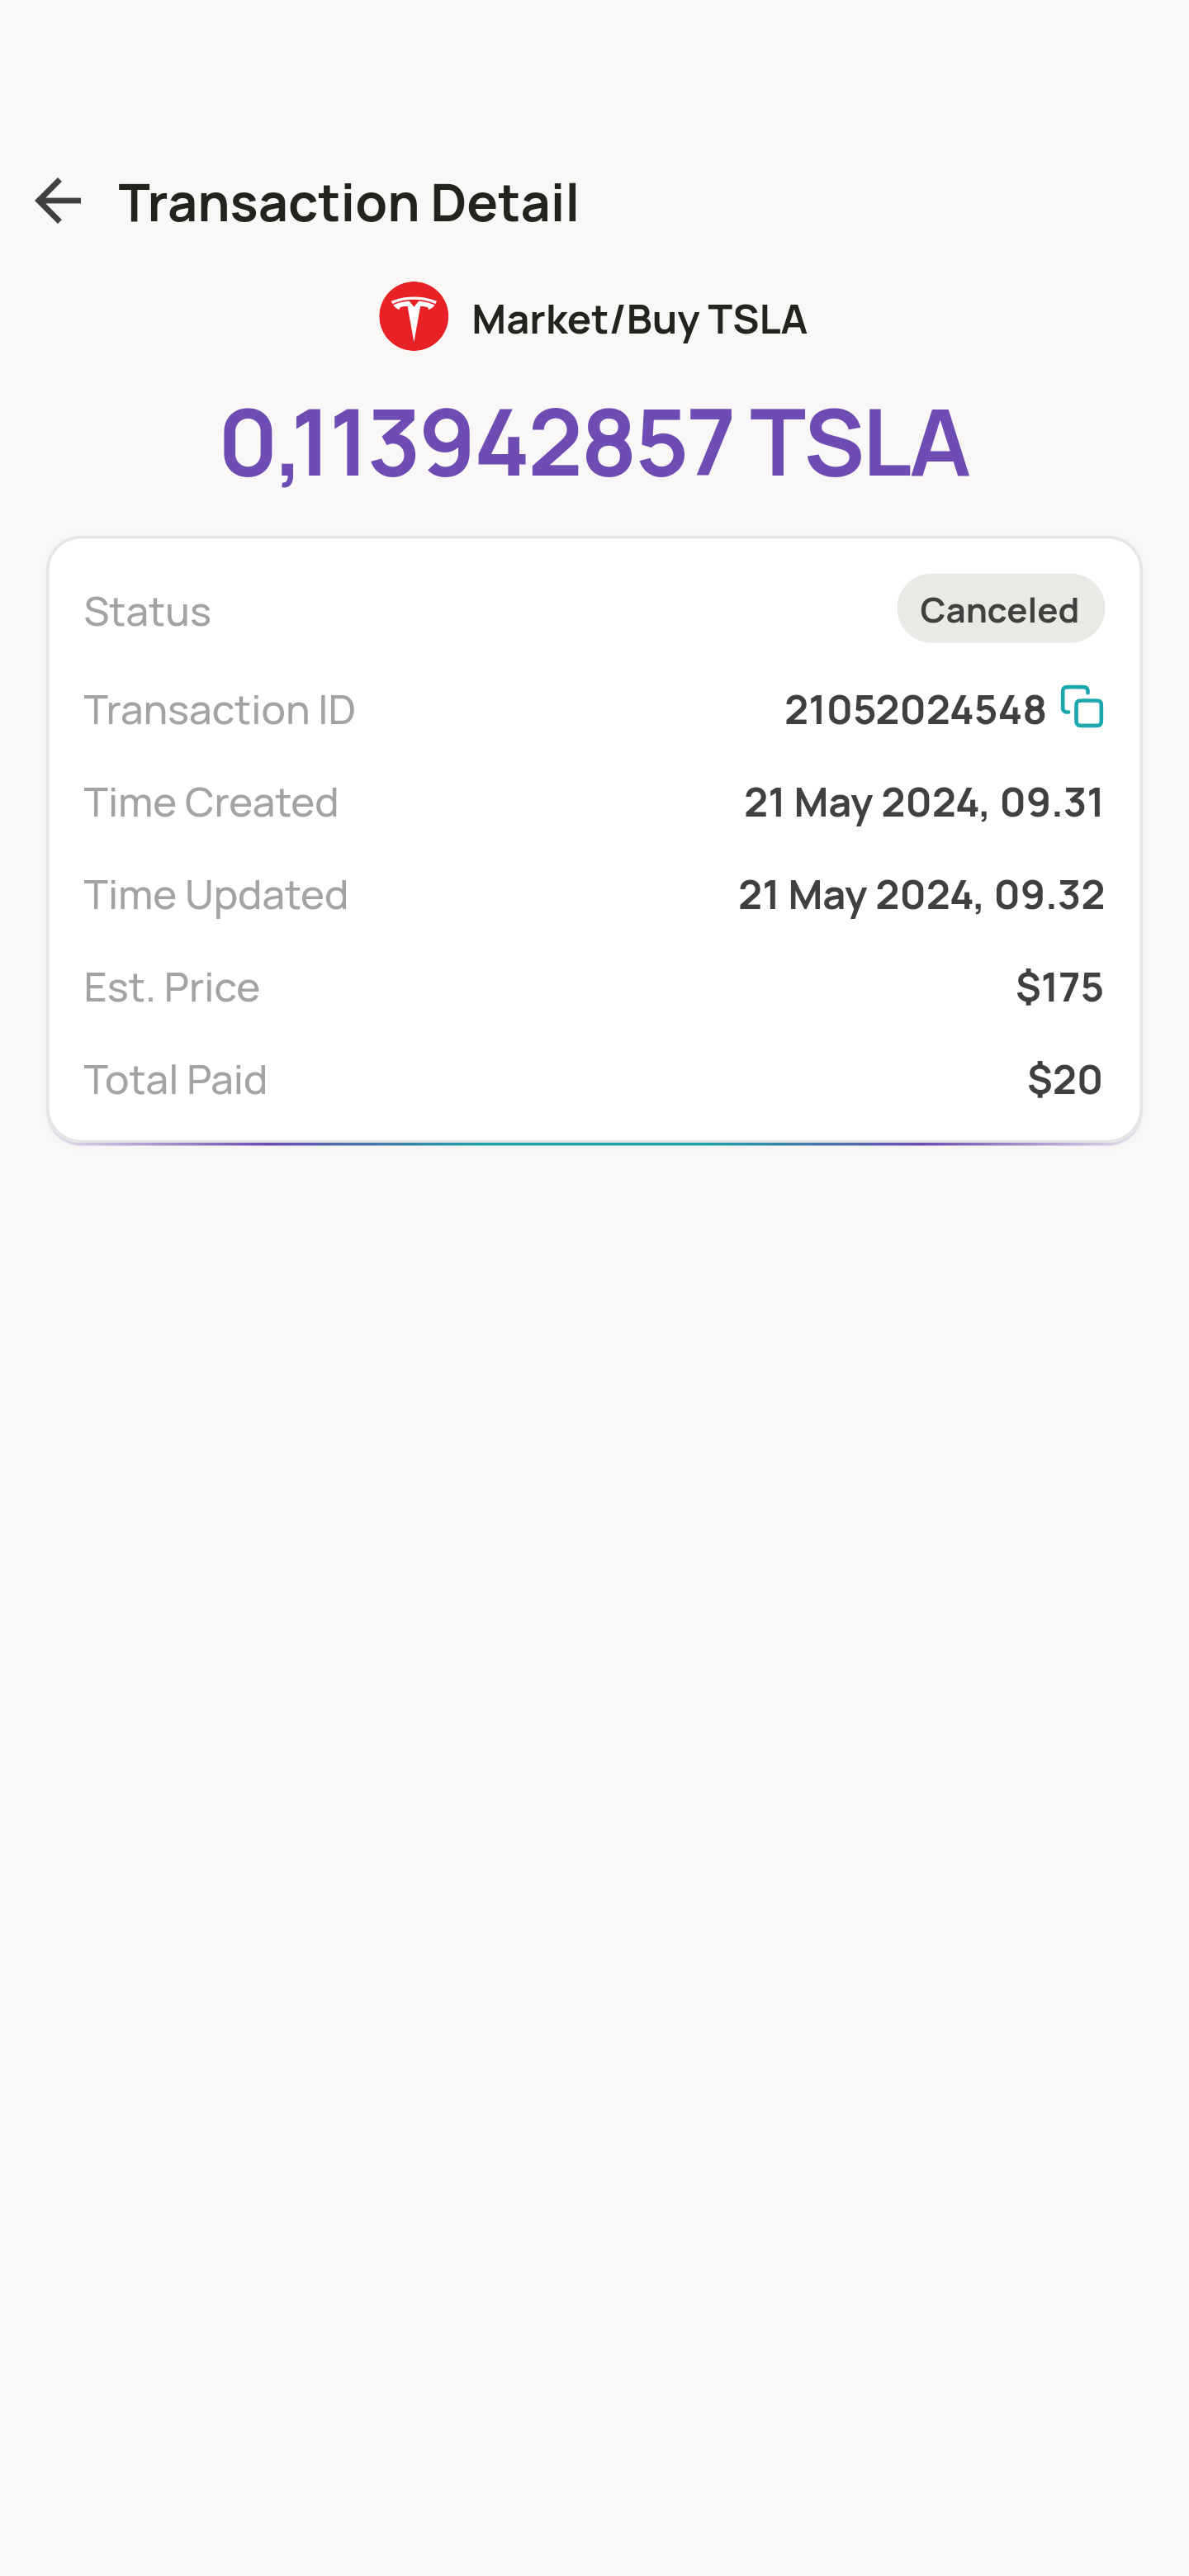 Transaction Detail
Market/Buy TSLA
0,113942857 TSLA
Status Canceled
Transaction ID 21052024548
Time Created 21 May 2024, 09.31
Time Updated 21 May 2024, 09.32
Est. Price $175
Total Paid $20